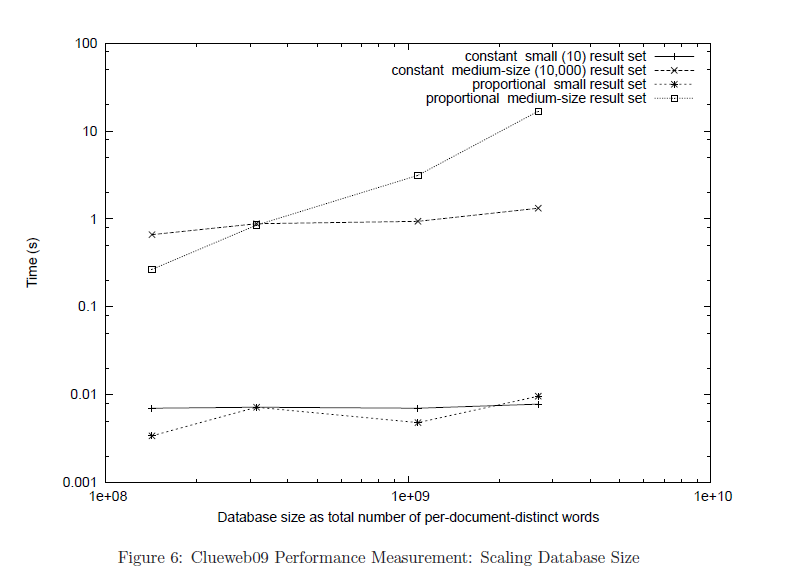 100
constant small (10) result set
constant medium-size (10,000) result set
proportional small result set
proportional medium-size result set
10
1
Time (s)
0.1
0.01
0.001
1e+08 1e+09 1e+10
Database size as total number of per-document-distinct words
Figure 6: Clueweb09 Performance Measurement: Scaling Database Size